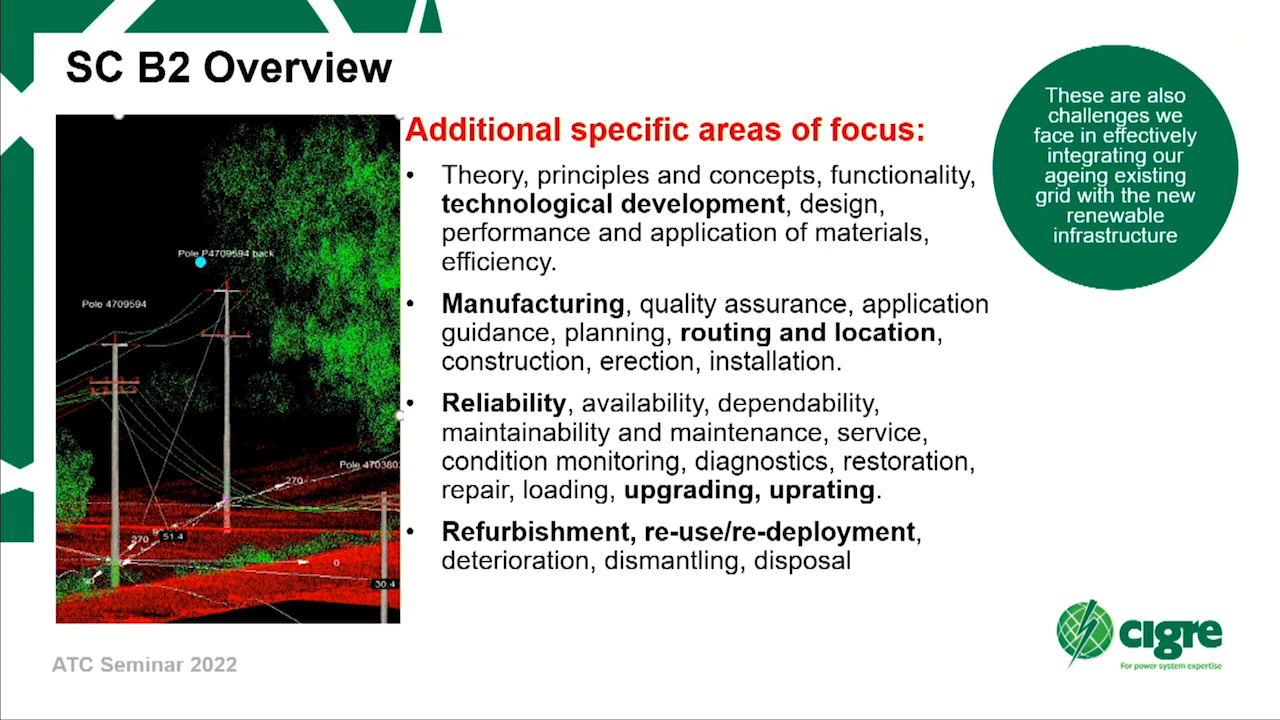 SC B2 Overview
Additional specific areas of focus:
• Theory, principles and concepts, functionality,
technological development, design,
performance and application of materials,
efficiency.
• Manufacturing, quality assurance, application
guidance, planning, routing and location,
construction, erection, installation.
• Reliability, availability, dependability,
maintainability and maintenance, service,
condition monitoring, diagnostics, restoration,
repair, loading, upgrading, uprating.
• Refurbishment, re-use/re-deployment,
deterioration, dismantling, disposal
These are also
challenges we
face in effectively
integrating our
ageing existing
grid with the new
renewable
infrastructure
Pole P4709594 back
Pole 4709594
Pole 4703803
270
270
51.4
0
30.4
ATC Seminar 2022
cigre
For power system expertise